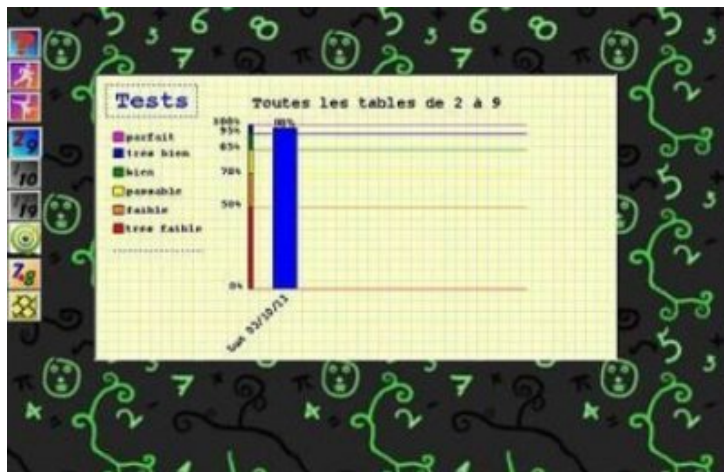 Tests
Toutes les tables de 2 à 9
parfait
très bien
bien
passable
faible
très faible
100%
95%
85%
70%
50%
0%
98%